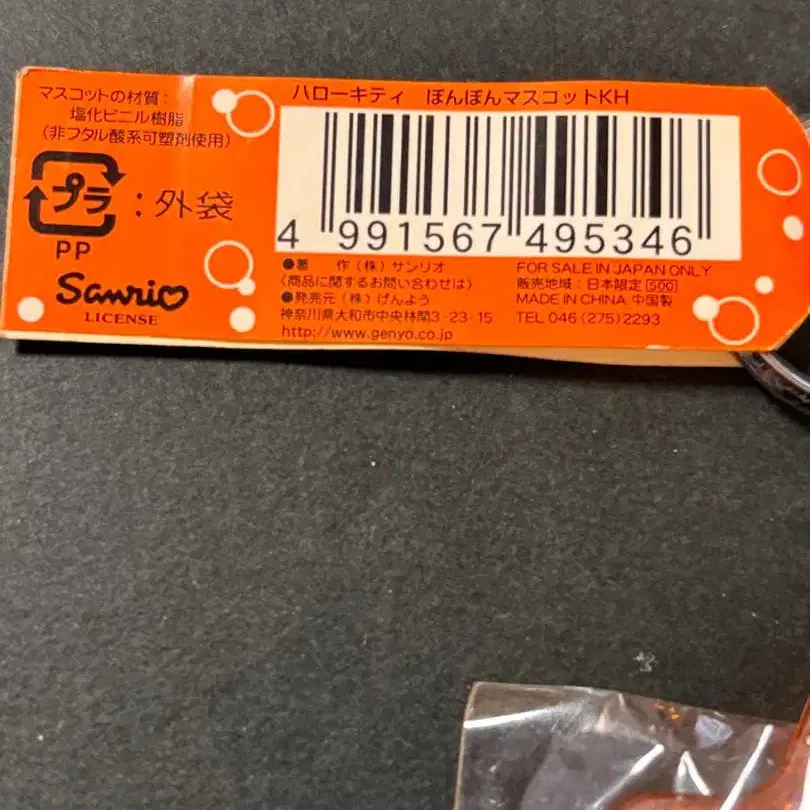 マスコットの材質:
塩化ビニル樹脂
(非フタル酸系可塑剤使用)
プラ
:外袋
PP
Sanrio
LICENSE
ハローキティ ぽんぽんマスコットKH
4 991567 495346
●著 作(株)サンリオ
(商品に関するお問い合わせは)
●発売元(株)げんよう
神奈川県大和市中央林間3-23-15
http://www.genyo.co.jp
FOR SALE IN JAPAN ONLY
販売地域:日本限定 500
MADE IN CHINA 中国製
TEL 046 (275)2293